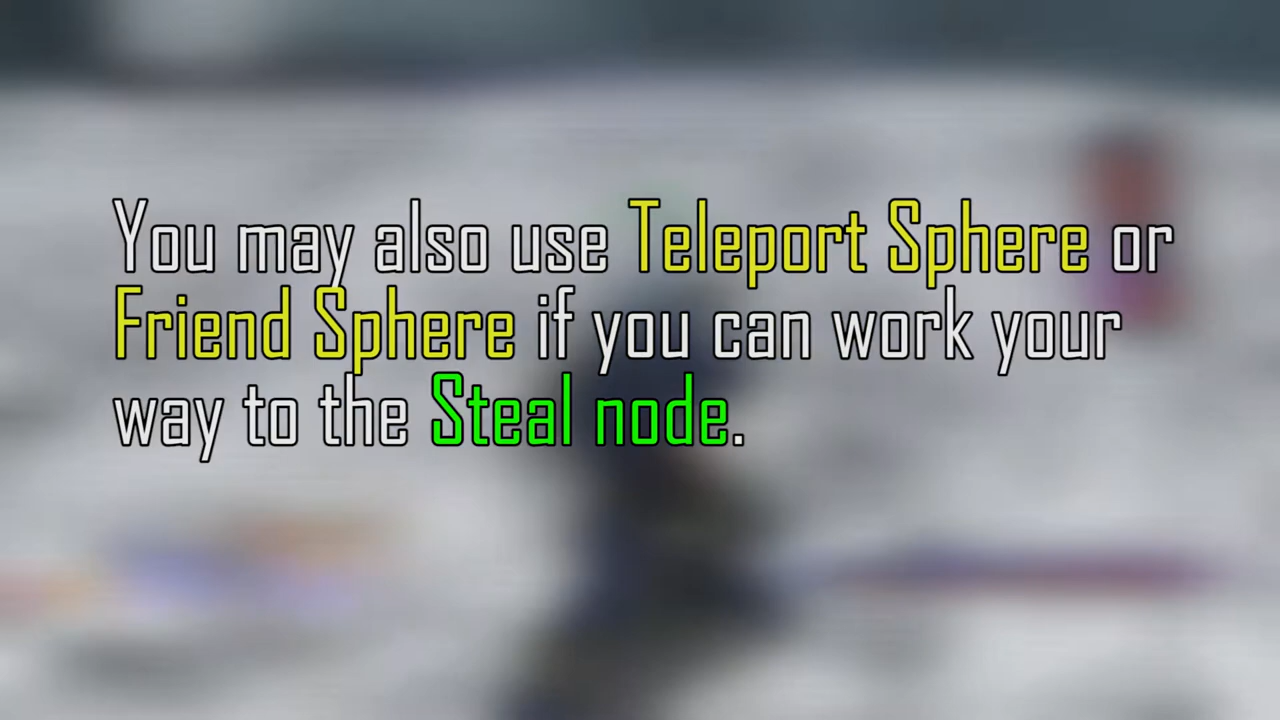 You may also use Teleport Sphere or
Friend Sphere if you can work your
way to the Steal node.